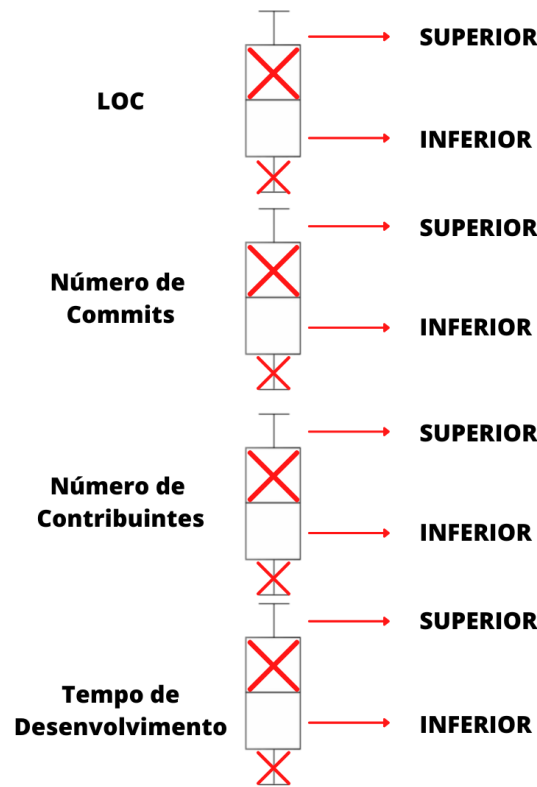 SUPERIOR
LOC
INFERIOR
SUPERIOR
Número de
Commits
INFERIOR
SUPERIOR
Número de
Contribuintes
INFERIOR
SUPERIOR
Tempo de
Desenvolvimento
INFERIOR